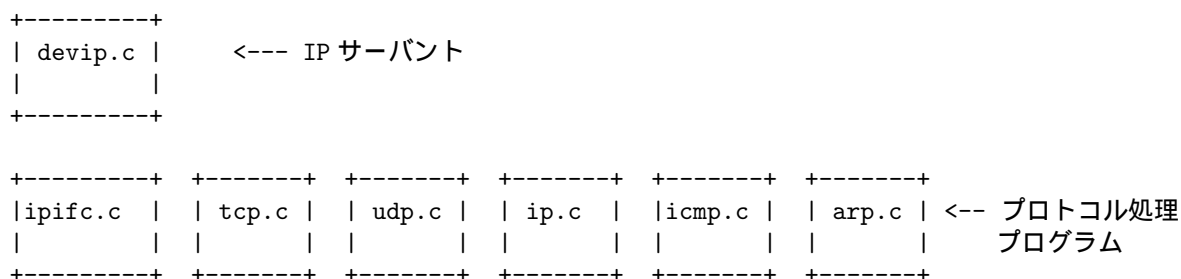 +---------+
| devip.c |     <--- IP サーバント
|         |
+---------+
+---------+  +-------+  +-------+  +-------+  +-------+  +-------+
|ipifc.c  |  | tcp.c |  | udp.c |  | ip.c  |  |icmp.c |  | arp.c | <-- プロトコル処理
|         |  |       |  |       |  |       |  |       |  |       |     プログラム
+---------+  +-------+  +-------+  +-------+  +-------+  +-------+